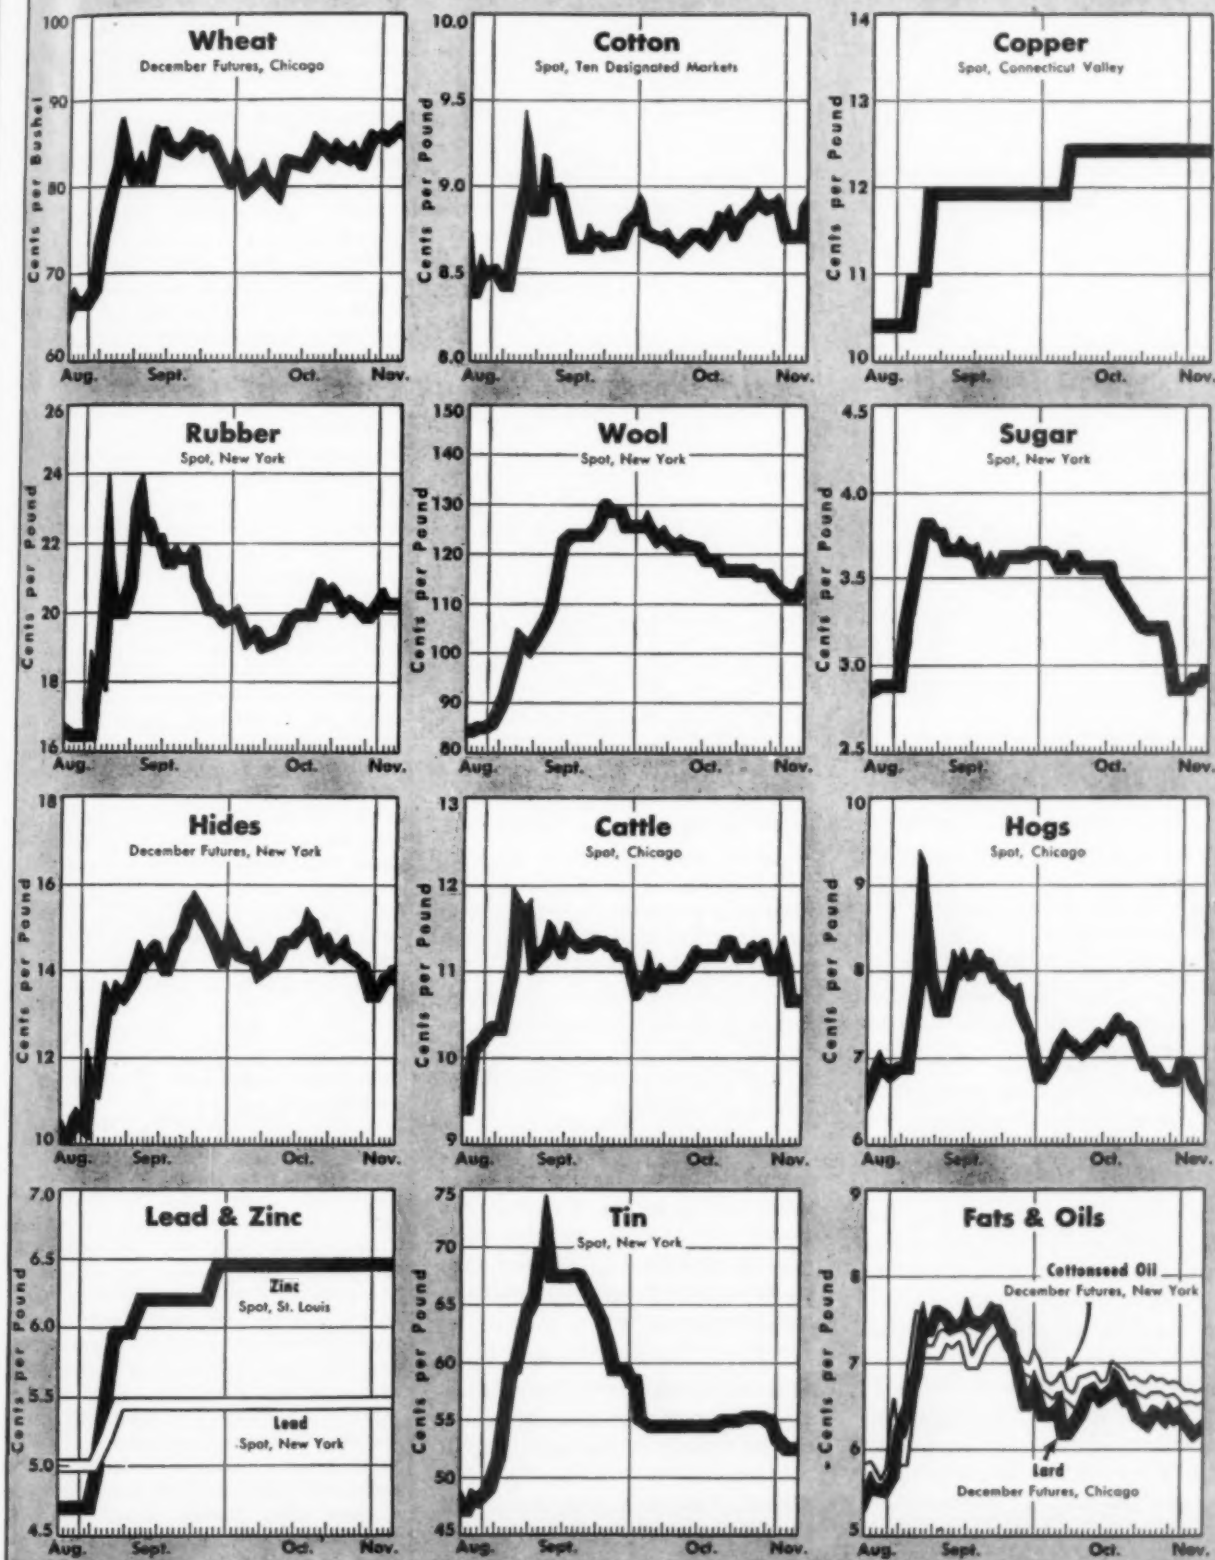 Wheat
December Futures, Chicago
Cents per Bushel
100
90
80
70
60
Aug. Sept. Oct. Nov.
Cotton
Spot, Ten Designated Markets
Cents per Pound
10.0
9.5
9.0
8.5
8.0
Aug. Sept. Oct. Nov.
Copper
Spot, Connecticut Valley
Cents per Pound
14
13
12
11
10
Aug. Sept. Oct. Nov.
Rubber
Spot, New York
Cents per Pound
26
24
22
20
18
16
Aug. Sept. Oct. Nov.
Wool
Spot, New York
Cents per Pound
150
140
130
120
110
100
90
80
Aug. Sept. Oct. Nov.
Sugar
Spot, New York
Cents per Pound
4.5
4.0
3.5
3.0
2.5
Aug. Sept. Oct. Nov.
Hides
December Futures, New York
Cents per Pound
18
16
14
12
10
Aug. Sept. Oct. Nov.
Cattle
Spot, Chicago
Cents per Pound
13
12
11
10
9
Aug. Sept. Oct. Nov.
Hogs
Spot, Chicago
Cents per Pound
10
9
8
7
6
Aug. Sept. Oct. Nov.
Lead & Zinc
Cents per Pound
7.0
6.5
6.0
5.5
5.0
4.5
Zinc
Spot, St. Louis
Lead
Spot, New York
Aug. Sept. Oct. Nov.
Tin
Spot, New York
Cents per Pound
75
70
65
60
55
50
45
Aug. Sept. Oct. Nov.
Fats & Oils
Cents per Pound
9
8
7
6
5
Cottonseed Oil
December Futures, New York
Lard
December Futures, Chicago
Aug. Sept. Oct. Nov.